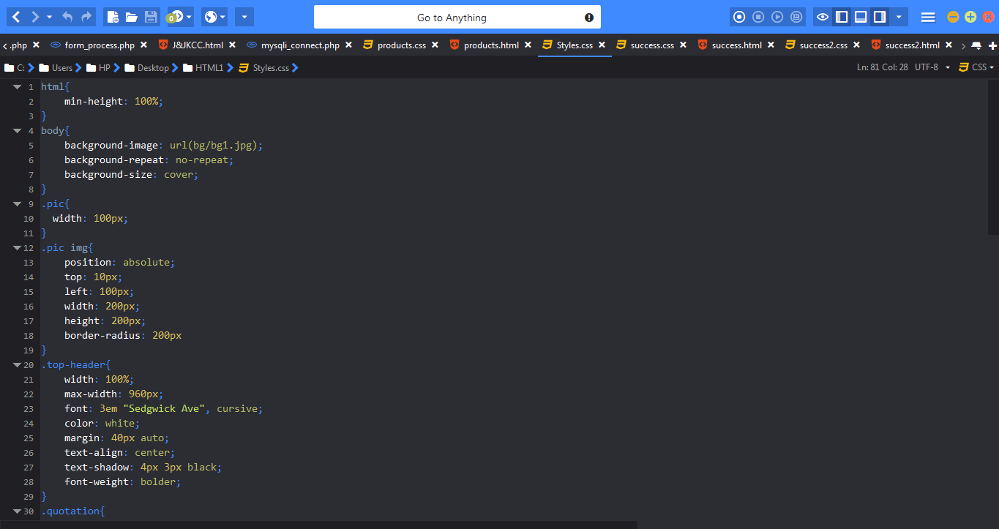 Go to Anything
0
.php form_process.php J&JKCC.html mysqli_connect.php products.css products.html Styles.css success.css success.html success2.css success2.html
C: Users HP Desktop HTML1 Styles.css Ln: 81 Col: 28 UTF-8 CSS
1 html{
2 min-height: 100%;
3 }
4 body{
5 background-image: url(bg/bg1.jpg);
6 background-repeat: no-repeat;
7 background-size: cover;
8 }
9 .pic{
10 width: 100px;
11 }
12 .pic img{
13 position: absolute;
14 top: 10px;
15 left: 100px;
16 width: 200px;
17 height: 200px;
18 border-radius: 200px
19 }
20 .top-header{
21 width: 100%;
22 max-width: 960px;
23 font: 3em "Sedgwick Ave", cursive;
24 color: white;
25 margin: 40px auto;
26 text-align: center;
27 text-shadow: 4px 3px black;
28 font-weight: bolder;
29 }
30 .quotation{